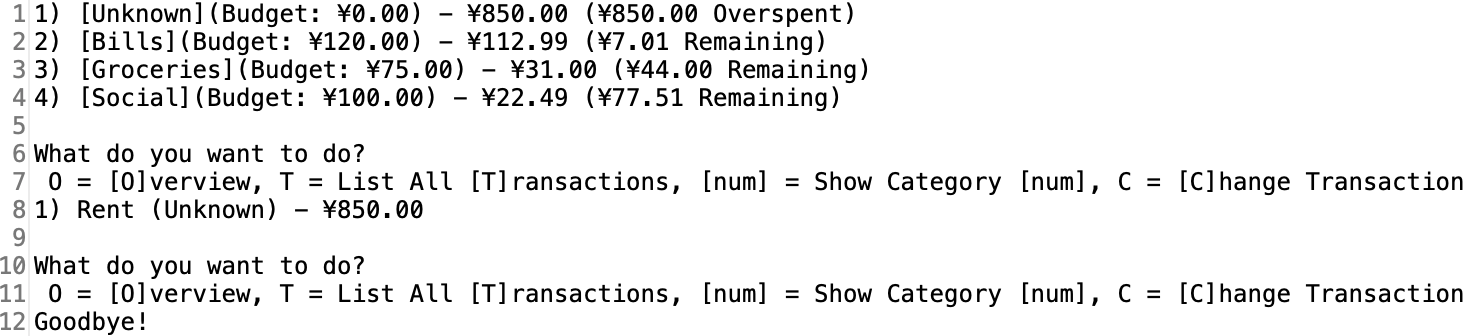 1 1) [Unknown](Budget: ¥0.00) – ¥850.00 (¥850.00 Overspent)
2 2) [Bills](Budget: ¥120.00) – ¥112.99 (¥7.01 Remaining)
3 3) [Groceries](Budget: ¥75.00) – ¥31.00 (¥44.00 Remaining)
4 4) [Social](Budget: ¥100.00) – ¥22.49 (¥77.51 Remaining)
5
6 What do you want to do?
7  O = [O]verview, T = List All [T]ransactions, [num] = Show Category [num], C = [C]hange Transaction
8 1) Rent (Unknown) – ¥850.00
9
10 What do you want to do?
11  O = [O]verview, T = List All [T]ransactions, [num] = Show Category [num], C = [C]hange Transaction
12 Goodbye!